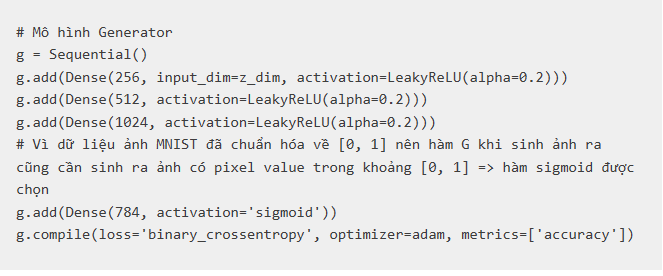 # Mô hình Generator
g = Sequential()
g.add(Dense(256, input_dim=z_dim, activation=LeakyReLU(alpha=0.2)))
g.add(Dense(512, activation=LeakyReLU(alpha=0.2)))
g.add(Dense(1024, activation=LeakyReLU(alpha=0.2)))
# Vì dữ liệu ảnh MNIST đã chuẩn hóa về [0, 1] nên hàm G khi sinh ảnh ra
cũng cần sinh ra ảnh có pixel value trong khoảng [0, 1] => hàm sigmoid được
chọn
g.add(Dense(784, activation='sigmoid'))
g.compile(loss='binary_crossentropy', optimizer=adam, metrics=['accuracy'])